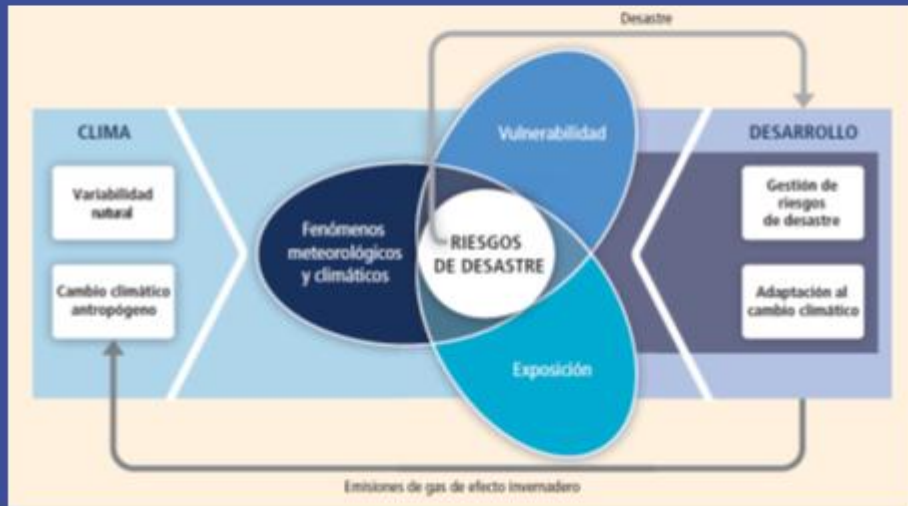 Desastre
CLIMA
Variabilidad
natural
Cambio climático
antropógeno
Fenómenos
meteorológicos
y climáticos
Vulnerabilidad
RIESGOS
DE DESASTRE
Exposición
DESARROLLO
Gestión de
riesgos
de desastre
Adaptación al
cambio climático
Emisiones de gas de efecto invernadero